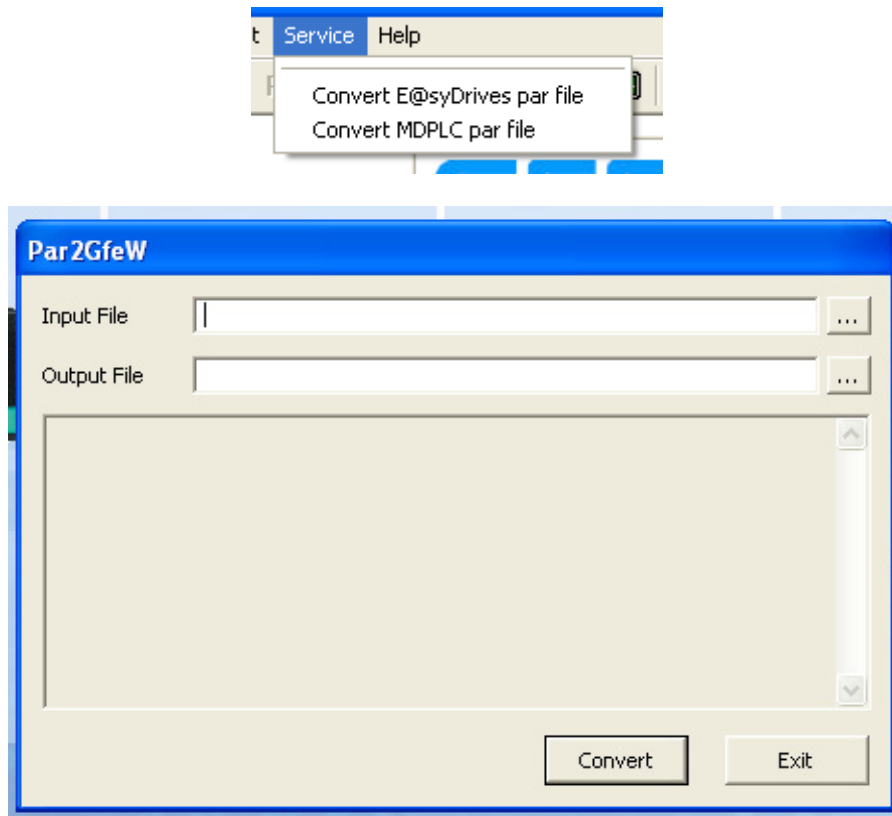 t Service Help
Convert E@syDrives par file
Convert MDPLC par file
Par2GfeW
Input File ...
Output File ...
Convert Exit